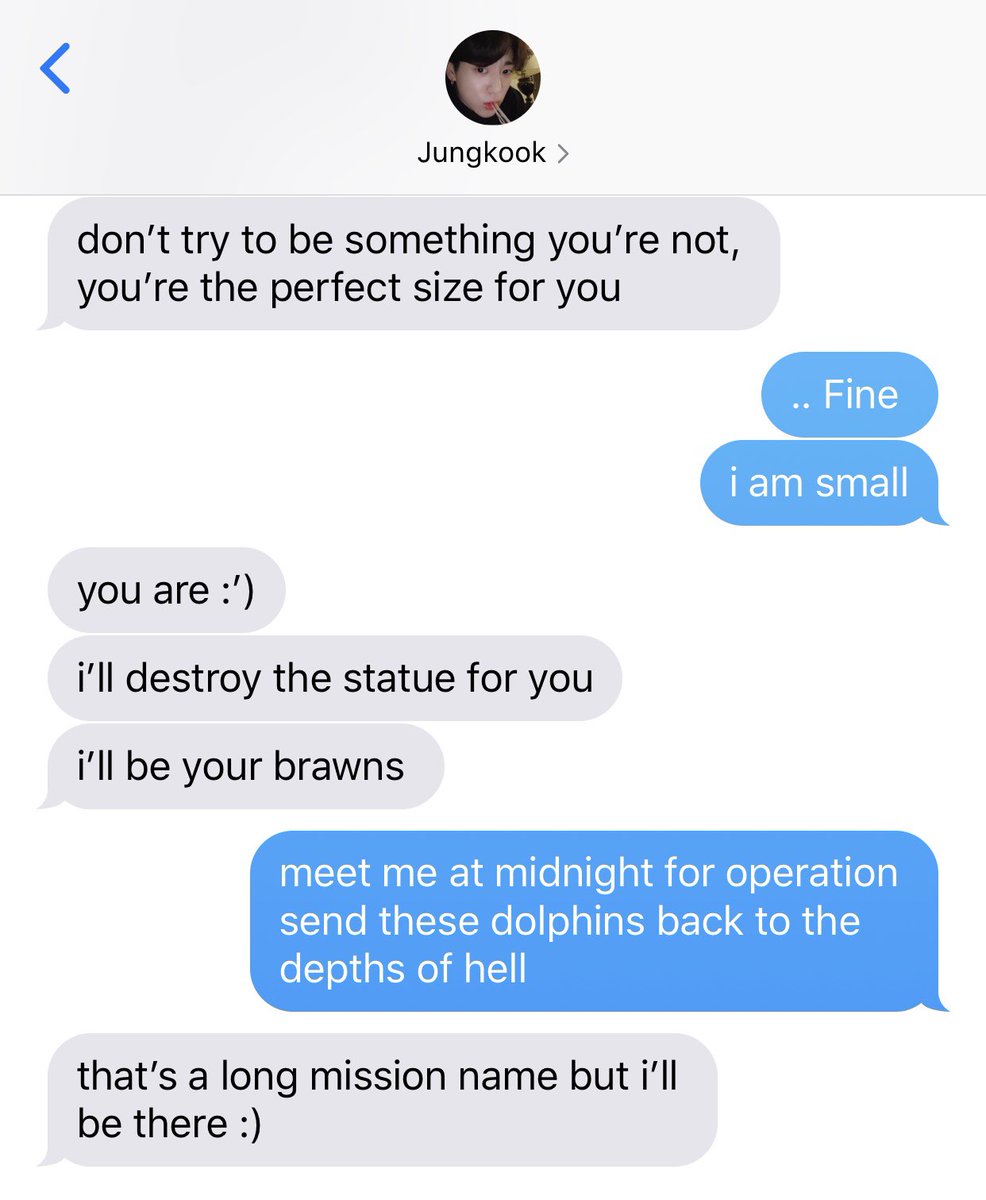 Jungkook
don’t try to be something you’re not,
you’re the perfect size for you
.. Fine
i am small
you are :’)
i’ll destroy the statue for you
i’ll be your brawns
meet me at midnight for operation
send these dolphins back to the
depths of hell
that’s a long mission name but i’ll
be there :)